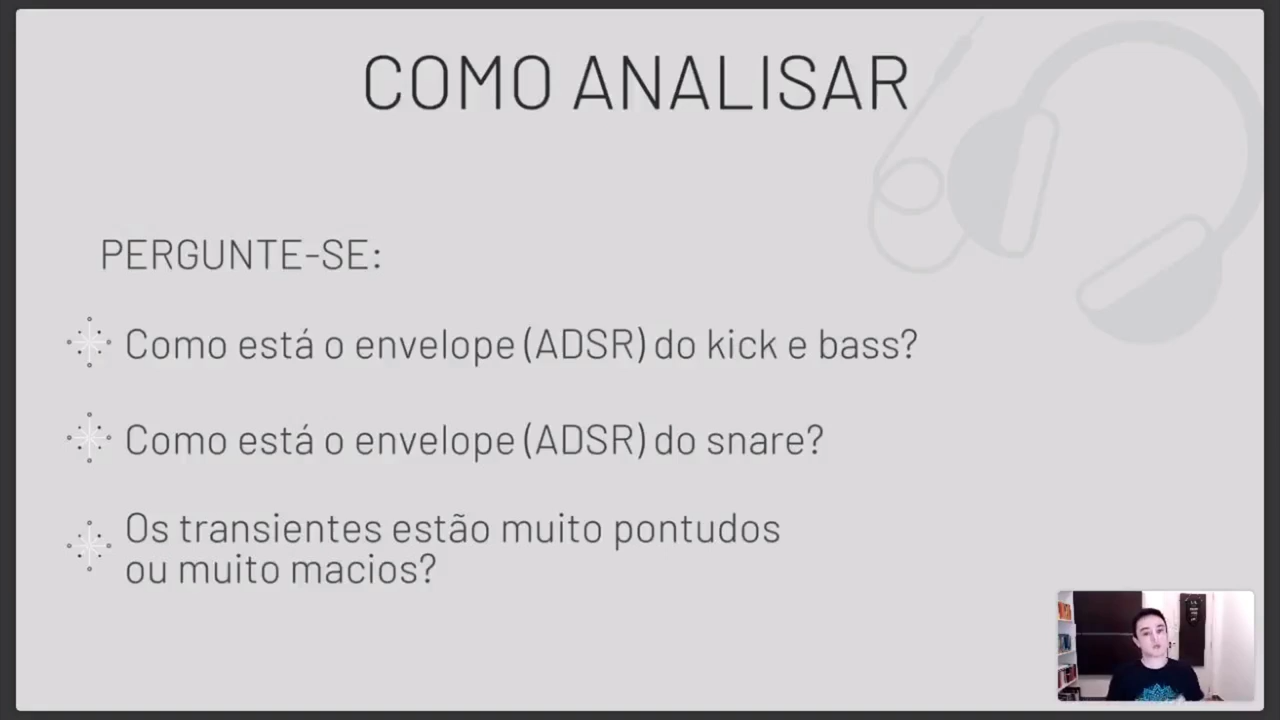 COMO ANALISAR
PERGUNTE-SE:
Como está o envelope (ADSR) do kick e bass?
Como está o envelope (ADSR) do snare?
Os transientes estão muito pontudos
ou muito macios?